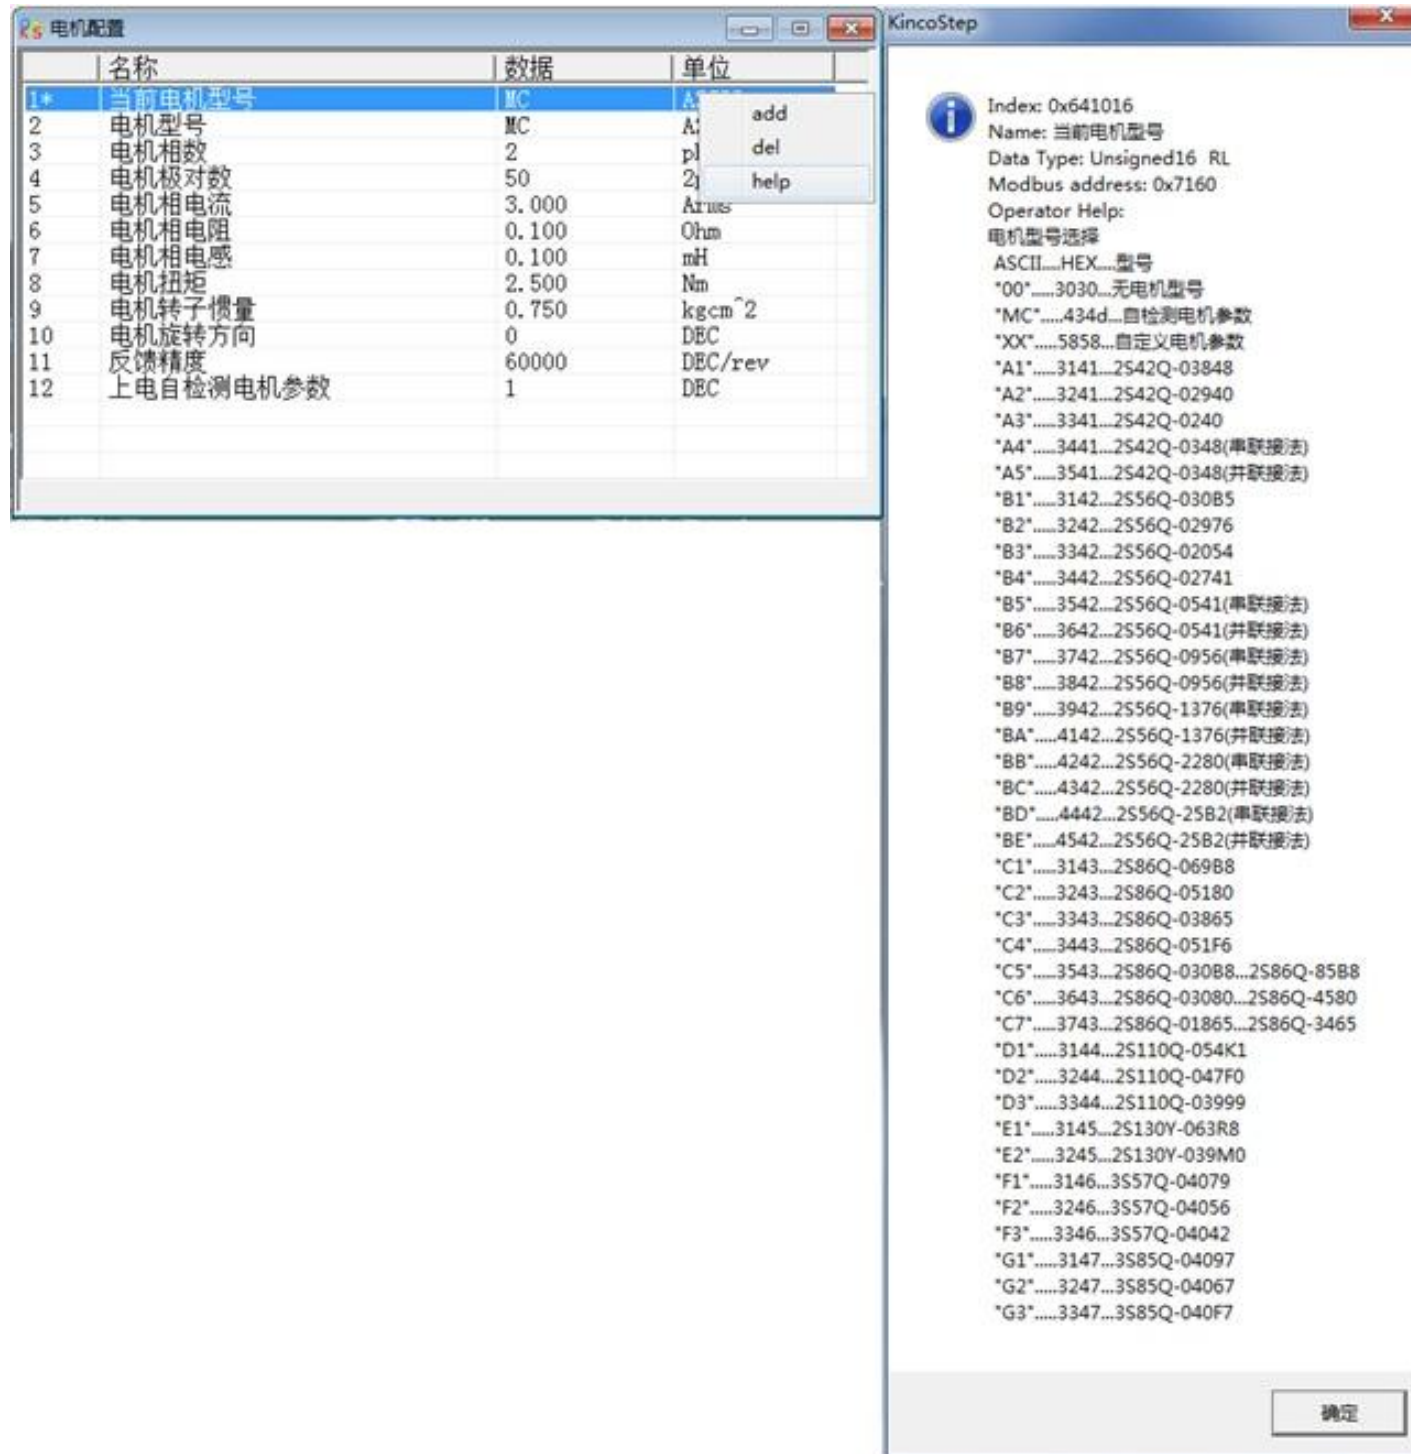 电机配置
名称 数据 单位
1* 当前电机型号 MC
2 电机型号 MC
3 电机相数 2
4 电机极对数 50
5 电机相电流 3.000 Arms
6 电机相电阻 0.100 Ohm
7 电机相电感 0.100 mH
8 电机扭矩 2.500 Nm
9 电机转子惯量 0.750 kgcm^2
10 电机旋转方向 0 DEC
11 反馈精度 60000 DEC/rev
12 上电自检测电机参数 1 DEC
add
del
help
KincoStep
Index: 0x641016
Name: 当前电机型号
Data Type: Unsigned16 RL
Modbus address: 0x7160
Operator Help:
电机型号选择
ASCII....HEX....型号
"00".....3030...无电机型号
"MC".....434d...自检测电机参数
"XX".....5858...自定义电机参数
"A1".....3141...2S42Q-03848
"A2".....3241...2S42Q-02940
"A3".....3341...2S42Q-0240
"A4".....3441...2S42Q-0348(串联接法)
"A5".....3541...2S42Q-0348(并联接法)
"B1".....3142...2S56Q-030B5
"B2".....3242...2S56Q-02976
"B3".....3342...2S56Q-02054
"B4".....3442...2S56Q-02741
"B5".....3542...2S56Q-0541(串联接法)
"B6".....3642...2S56Q-0541(并联接法)
"B7".....3742...2S56Q-0956(串联接法)
"B8".....3842...2S56Q-0956(并联接法)
"B9".....3942...2S56Q-1376(串联接法)
"BA".....4142...2S56Q-1376(并联接法)
"BB".....4242...2S56Q-2280(串联接法)
"BC".....4342...2S56Q-2280(并联接法)
"BD".....4442...2S56Q-25B2(串联接法)
"BE".....4542...2S56Q-25B2(并联接法)
"C1".....3143...2S86Q-069B8
"C2".....3243...2S86Q-05180
"C3".....3343...2S86Q-03865
"C4".....3443...2S86Q-051F6
"C5".....3543...2S86Q-030B8...2S86Q-85B8
"C6".....3643...2S86Q-03080...2S86Q-4580
"C7".....3743...2S86Q-01865...2S86Q-3465
"D1".....3144...2S110Q-054K1
"D2".....3244...2S110Q-047F0
"D3".....3344...2S110Q-03999
"E1".....3145...2S130Y-063R8
"E2".....3245...2S130Y-039M0
"F1".....3146...3S57Q-04079
"F2".....3246...3S57Q-04056
"F3".....3346...3S57Q-04042
"G1".....3147...3S85Q-04097
"G2".....3247...3S85Q-04067
"G3".....3347...3S85Q-040F7
确定